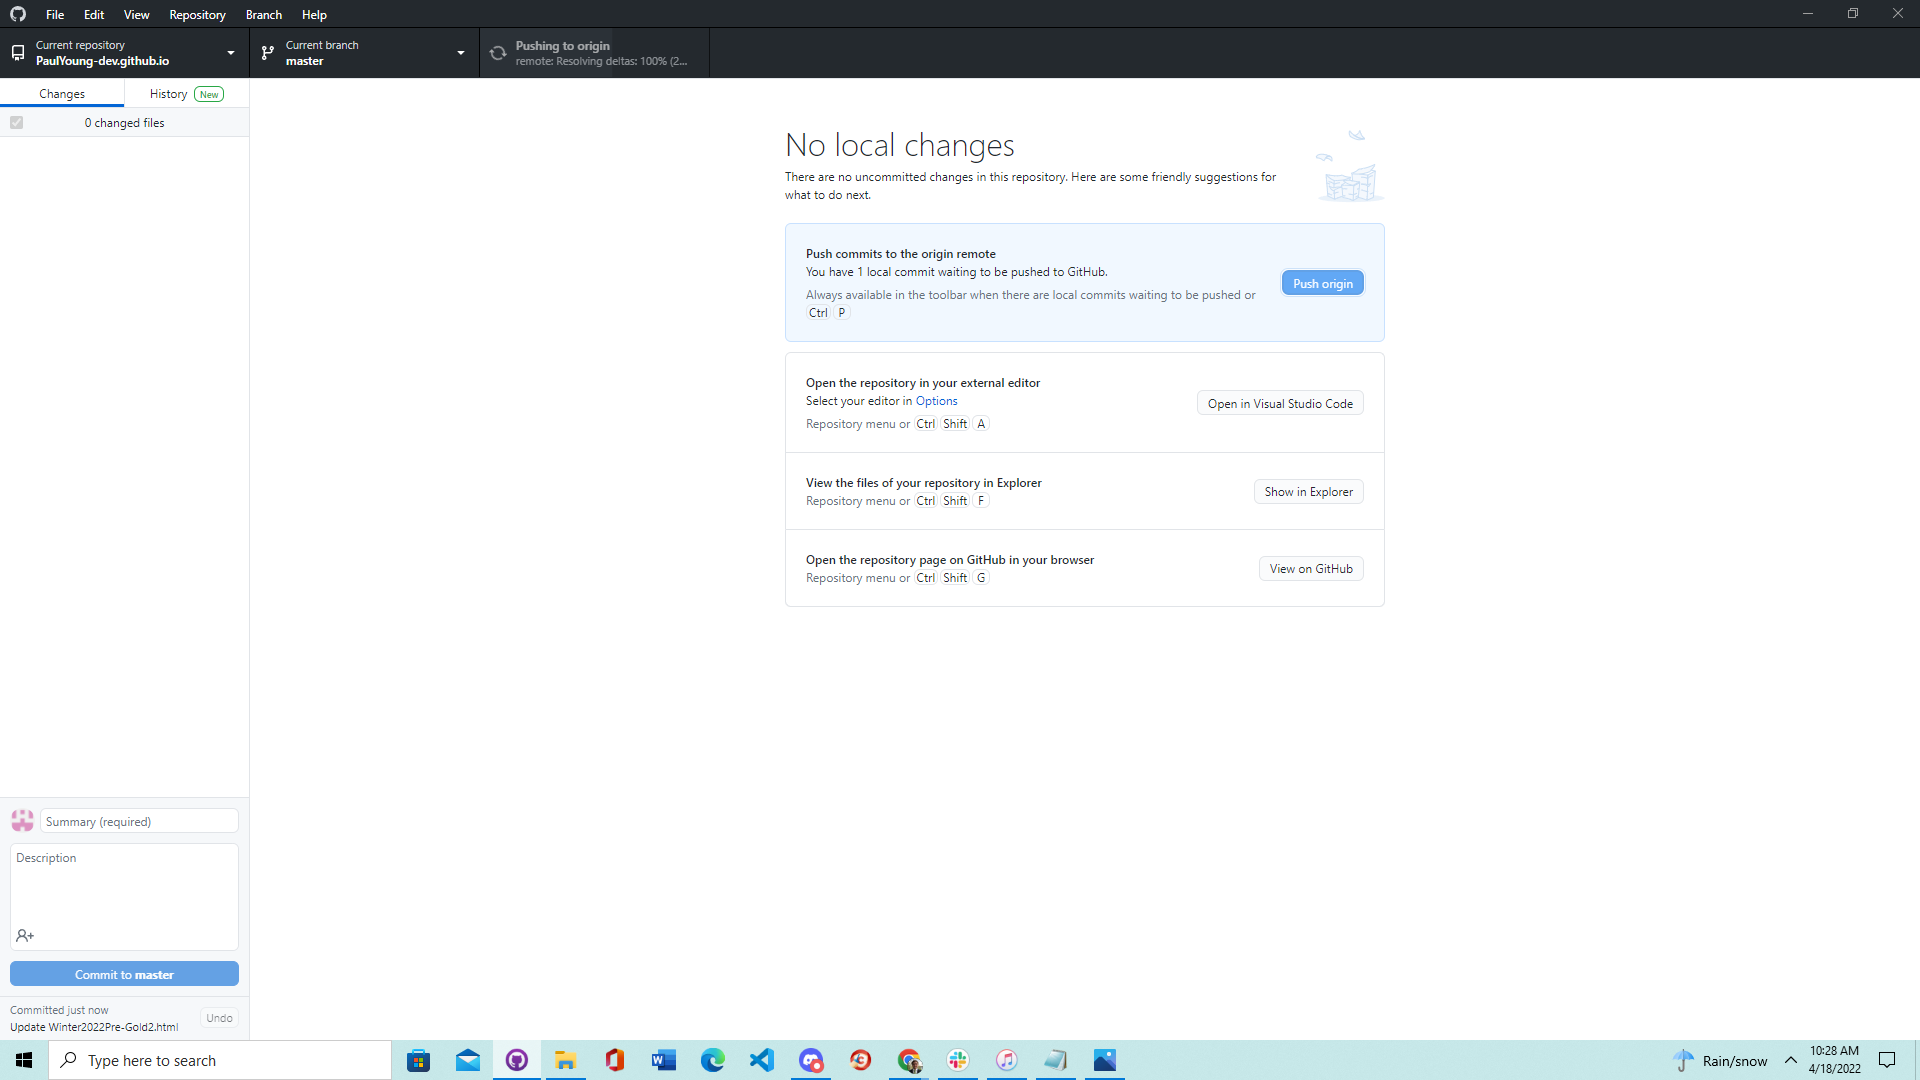 File Edit View Repository Branch Help
Current repository
PaulYoung-dev.github.io
Current branch
master
Pushing to origin
remote: Resolving deltas: 100% (2...
Changes
History New
0 changed files
No local changes
There are no uncommitted changes in this repository. Here are some friendly suggestions for
what to do next.
Push commits to the origin remote
You have 1 local commit waiting to be pushed to GitHub.
Always available in the toolbar when there are local commits waiting to be pushed or
Ctrl P
Push origin
Open the repository in your external editor
Select your editor in Options
Repository menu or Ctrl Shift A
Open in Visual Studio Code
View the files of your repository in Explorer
Repository menu or Ctrl Shift F
Show in Explorer
Open the repository page on GitHub in your browser
Repository menu or Ctrl Shift G
View on GitHub
Summary (required)
Description
Commit to master
Committed just now
Update Winter2022Pre-Gold2.html
Undo
Type here to search
Rain/snow
10:28 AM
4/18/2022